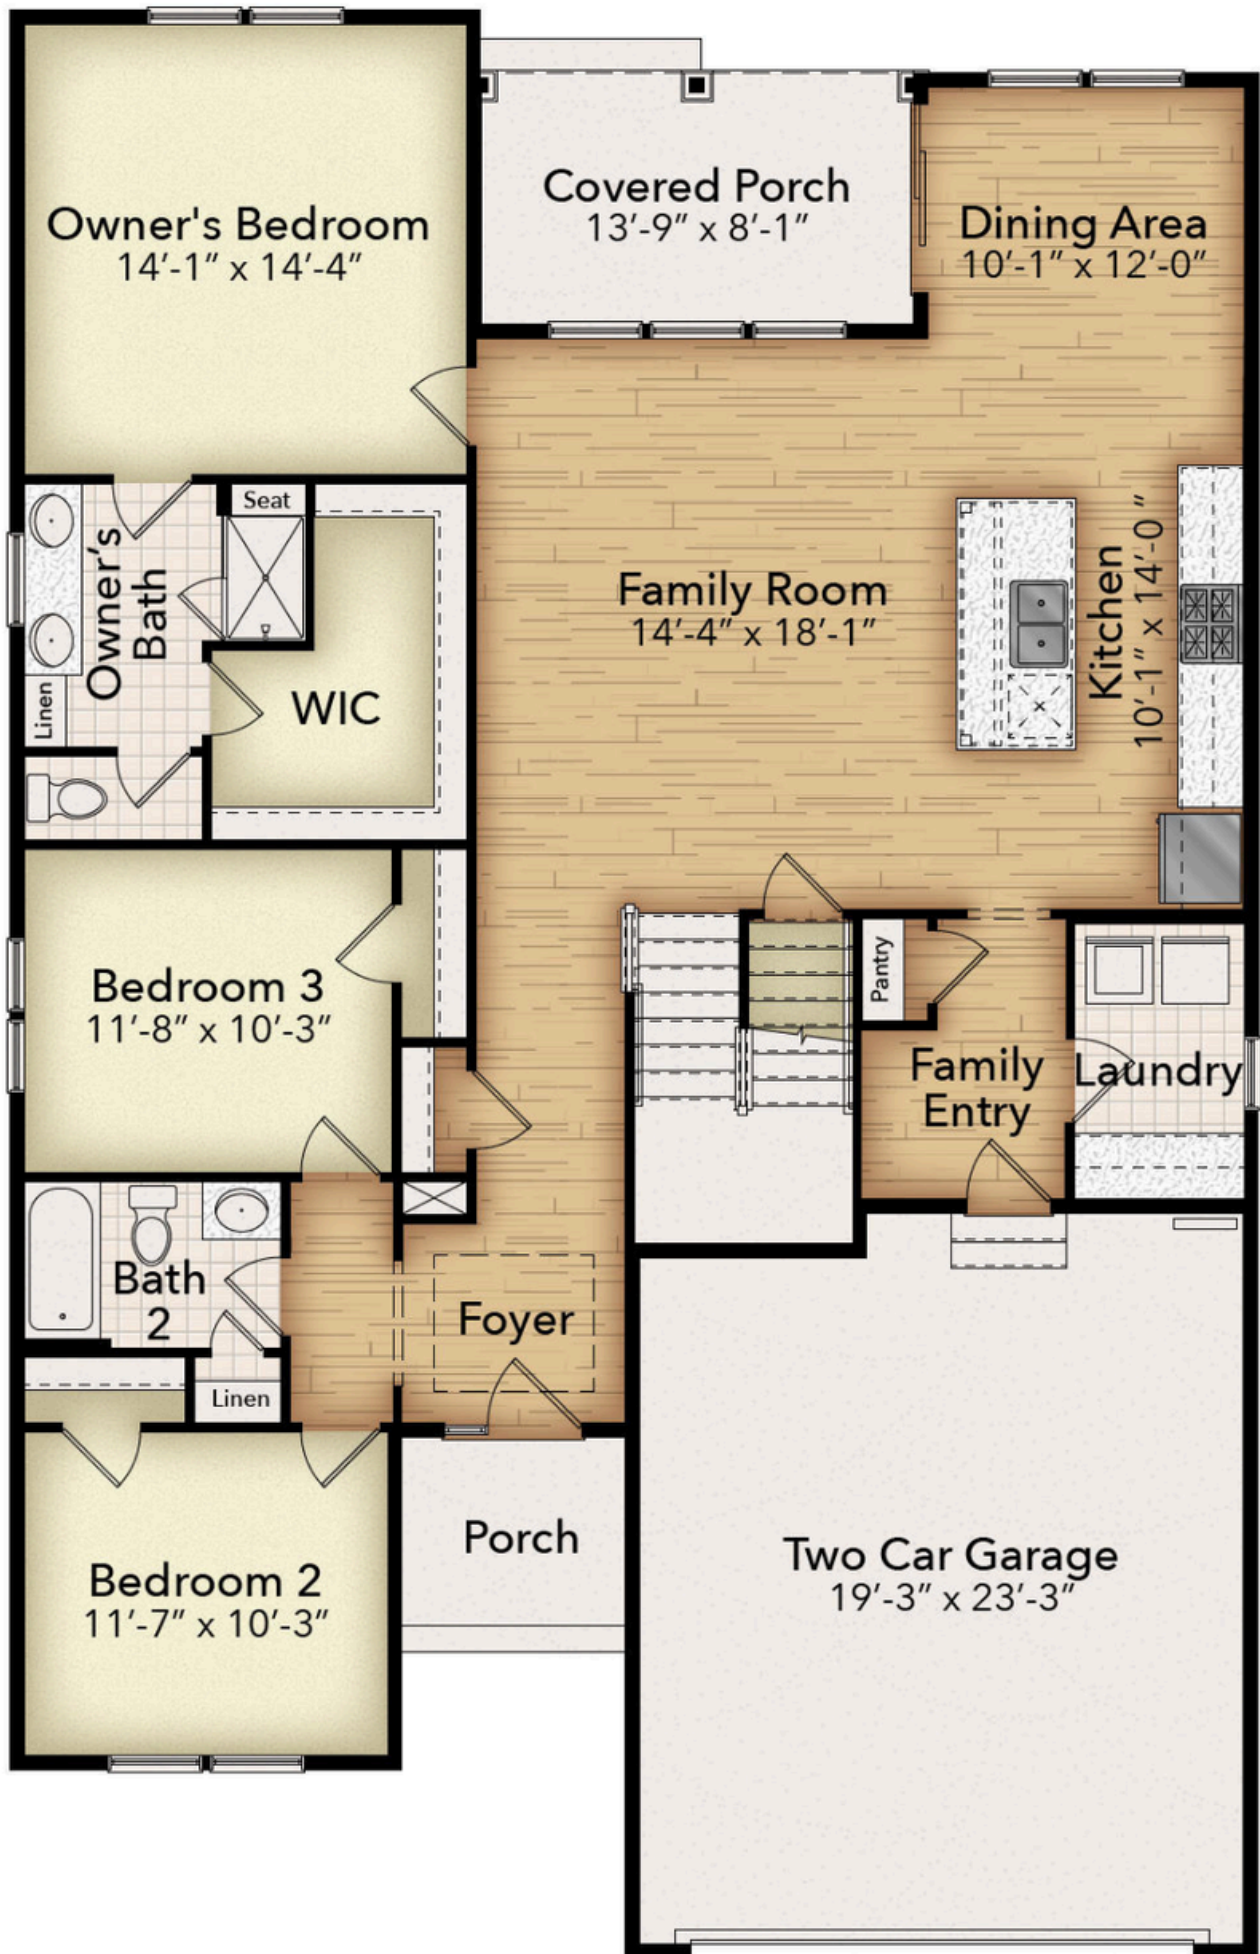 Owner's Bedroom
14'-1" x 14'-4"
Covered Porch
13'-9" x 8'-1"
Dining Area
10'-1" x 12'-0"
Seat
Owner's
Bath
Linen
WIC
Family Room
14'-4" x 18'-1"
Kitchen
10'-1" x 14'-0 "
Bedroom 3
11'-8" x 10'-3"
Pantry
Family
Entry
Laundry
Bath
2
Linen
Foyer
Porch
Bedroom 2
11'-7" x 10'-3"
Two Car Garage
19'-3" x 23'-3"